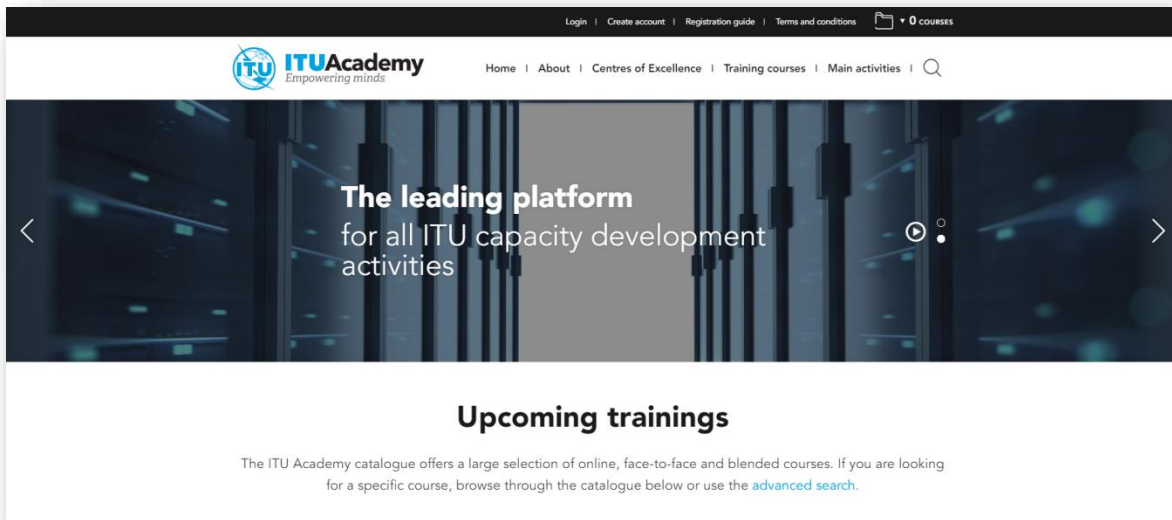 Login | Create account | Registration guide | Terms and conditions ▼ 0 COURSES
ITU ITUAcademy
Empowering minds
Home | About | Centres of Excellence | Training courses | Main activities |
The leading platform
for all ITU capacity development
activities
Upcoming trainings
The ITU Academy catalogue offers a large selection of online, face-to-face and blended courses. If you are looking
for a specific course, browse through the catalogue below or use the advanced search.